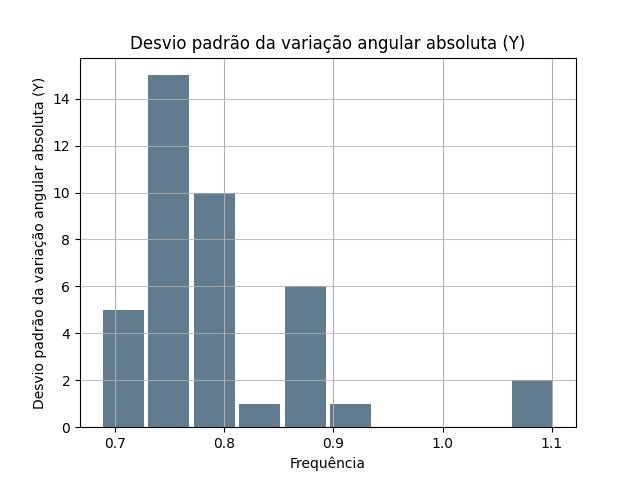 Desvio padrão da variação angular absoluta (Y)
Desvio padrão da variação angular absoluta (Y)
14
12
10
8
6
4
2
0
0.7 0.8 0.9 1.0 1.1
Frequência